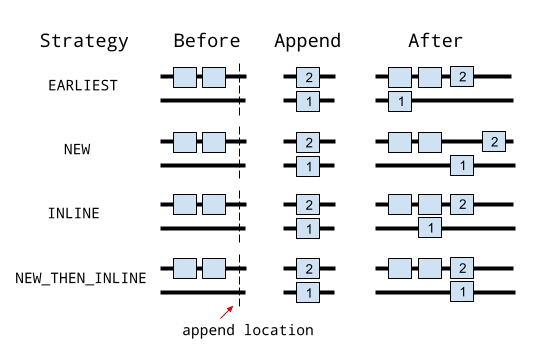 Strategy Before Append After
EARLIEST
2 2
1 1
NEW
2 2
1 1
INLINE
2 2
1 1
NEW_THEN_INLINE
2 2
1 1
append location